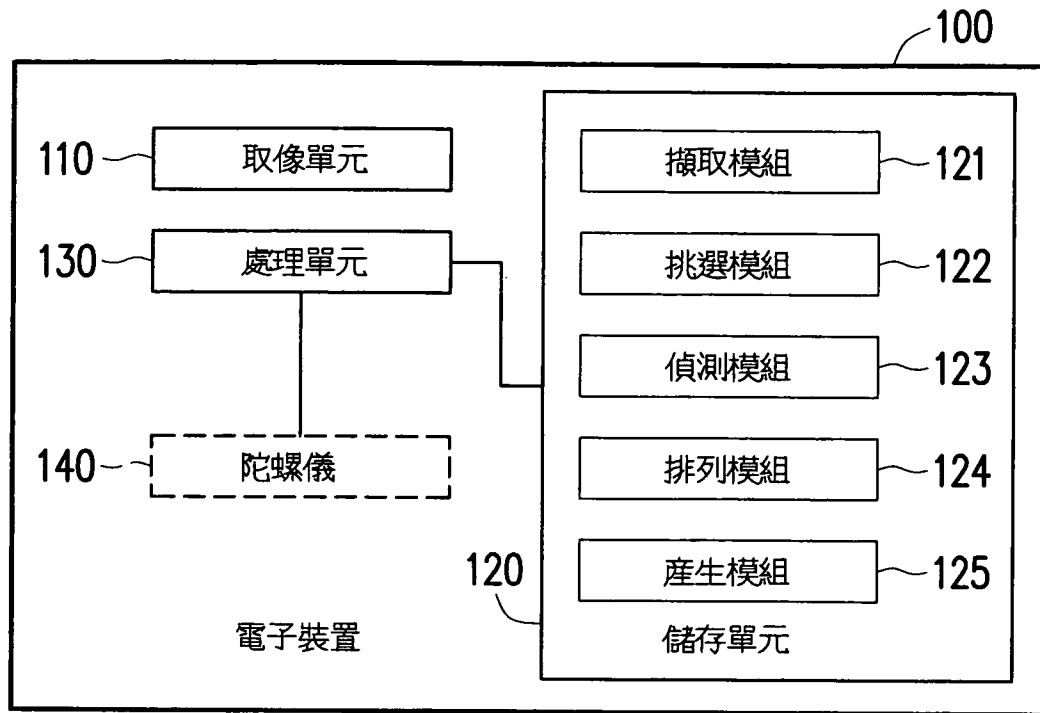 100
110
取像單元
130
處理單元
140
陀螺儀
電子裝置
擷取模組
121
挑選模組
122
偵測模組
123
排列模組
124
產生模組
125
120
儲存單元